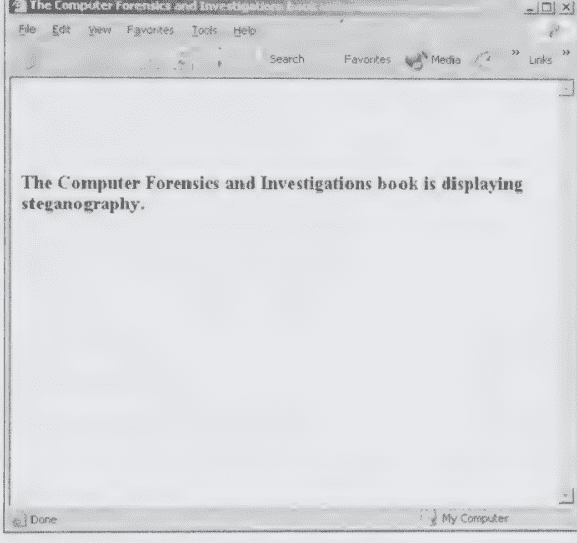 The Computer Forensics and Investigations book
File Edit View Favorites Tools Help
Search Favorites Media Links
The Computer Forensics and Investigations book is displaying
steganography.
Done My Computer